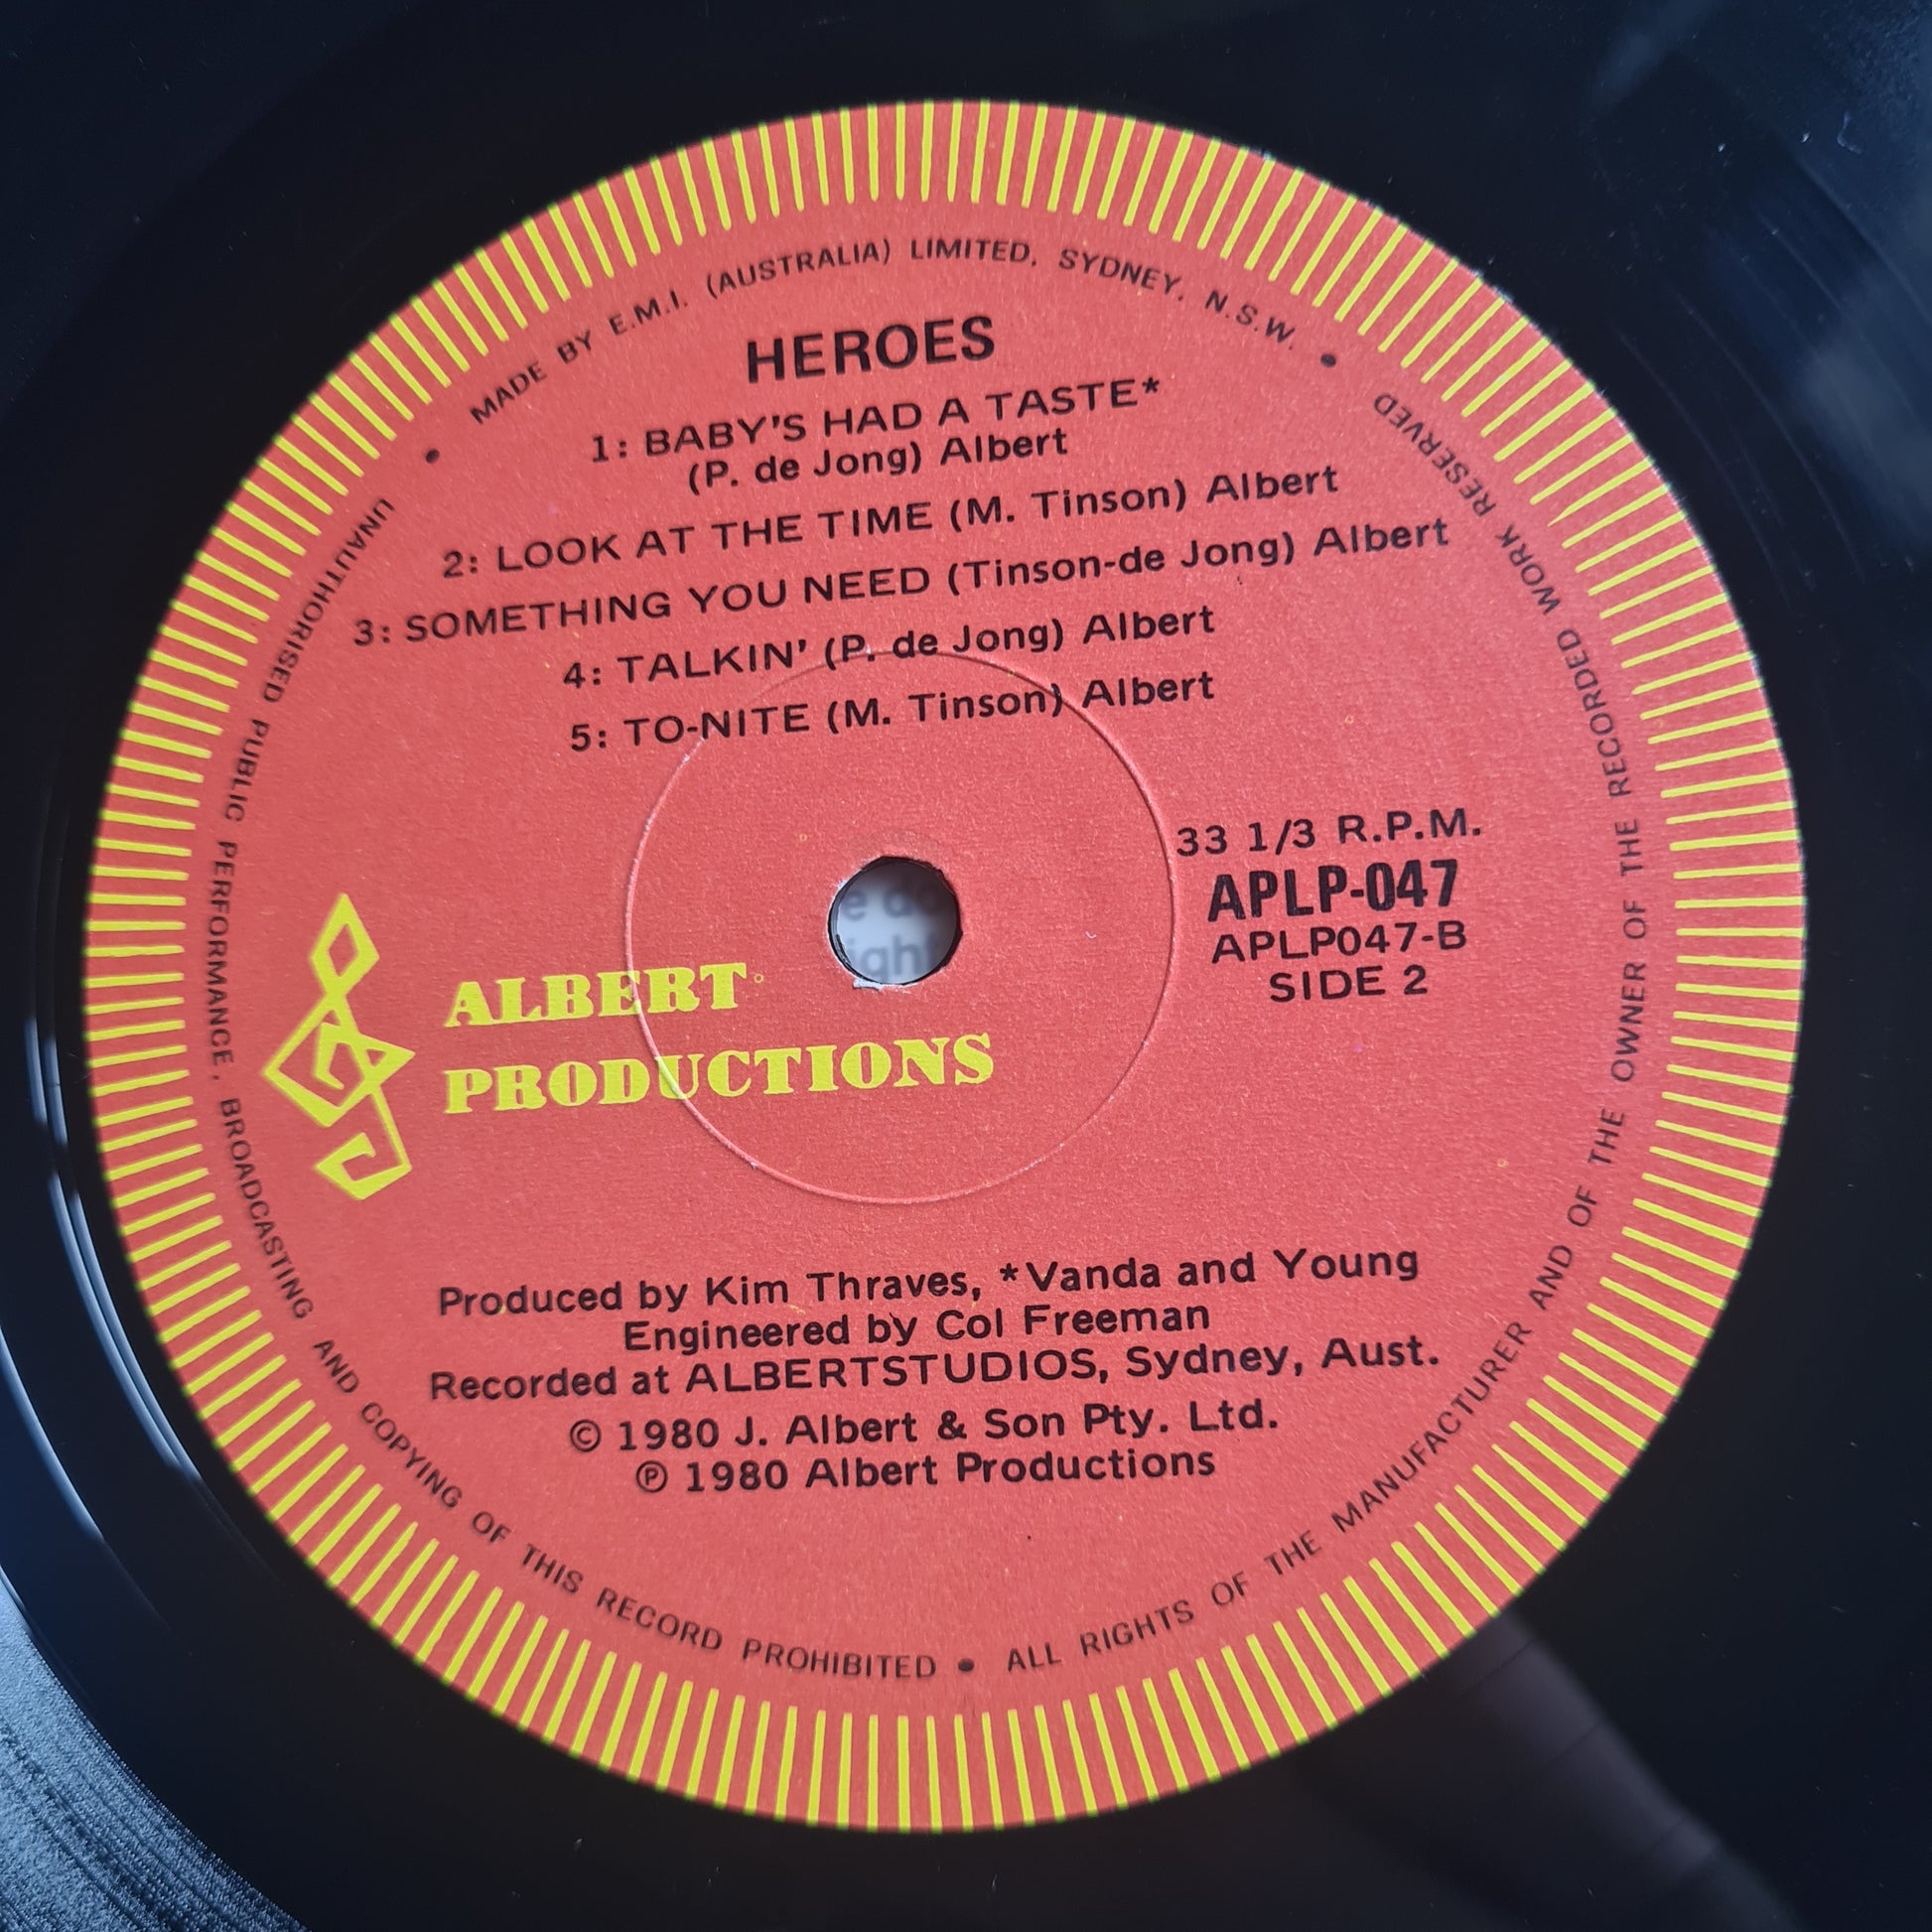 MADE BY E.M.I. (AUSTRALIA) LIMITED, SYDNEY, N.S.W. •
HEROES
1: BABY'S HAD A TASTE*
(P. de Jong) Albert
2: LOOK AT THE TIME (M. Tinson) Albert
3: SOMETHING YOU NEED (Tinson-de Jong) Albert
4: TALKIN' (P. de Jong) Albert
5: TO-NITE (M. Tinson) Albert
33 1/3 R.P.M.
APLP-047
APLP047-B
SIDE 2
ALBERT
PRODUCTIONS
Produced by Kim Thraves, *Vanda and Young
Engineered by Col Freeman
Recorded at ALBERTSTUDIOS, Sydney, Aust.
© 1980 J. Albert & Son Pty. Ltd.
℗ 1980 Albert Productions
• UNAUTHORISED PUBLIC PERFORMANCE, BROADCASTING AND COPYING OF THIS RECORD PROHIBITED •
ALL RIGHTS OF THE MANUFACTURER AND OF THE OWNER OF THE RECORDED WORK RESERVED